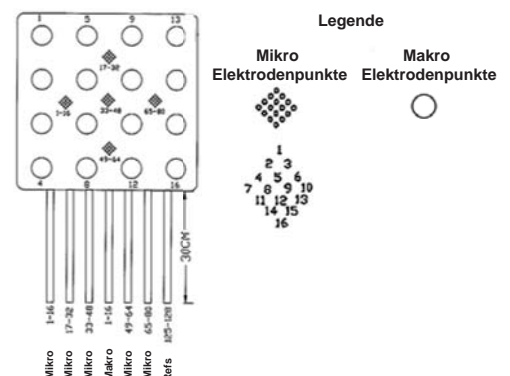 1 5 9 13
17-32
1-16 33-48 65-80
49-64
4 8 12 16
30CM
1-16
17-32
33-48
1-16
49-64
65-80
125-128
Mikro
Mikro
Mikro
Makro
Mikro
Mikro
Refs
Legende
Mikro
Elektrodenpunkte
Makro
Elektrodenpunkte
1
2 3
4 5 6
7 8 9 10
11 12 13
14 15
16